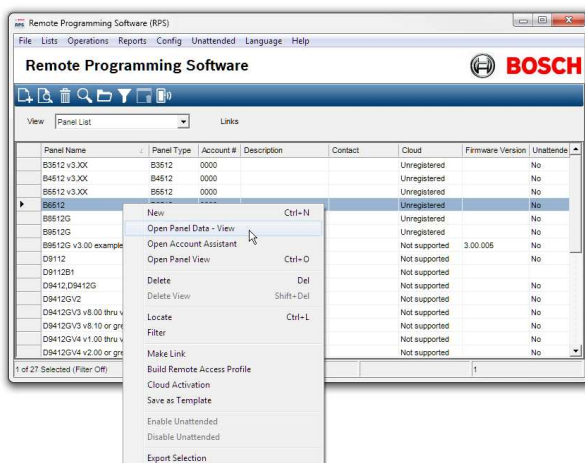 Remote Programming Software (RPS)
File Lists Operations Reports Config Unattended Language Help
Remote Programming Software
BOSCH
View Panel List Links
Panel Name Panel Type Account # Description Contact Cloud Firmware Version Unattende
B3512 v3.XX B3512 0000 Unregistered No
B4512 v3.XX B4512 0000 Unregistered No
B5512 v3.XX B5512 0000 Unregistered No
B6512 Unregistered No
B8512G Unregistered No
B9512G Unregistered No
B9512G v3.00 example Not supported 3.00.005 No
D9112 Not supported No
D9112B1 Not supported
D9412,D9412G Not supported No
D9412GV2 Not supported No
D9412GV3 v8.00 thru v Not supported No
D9412GV3 v8.10 or gre Not supported No
D9412GV4 v1.00 thru v Not supported No
D9412GV4 v2.00 or gre Not supported No
1 of 27 Selected (Filter Off) 1
New Ctrl+N
Open Panel Data - View
Open Account Assistant
Open Panel View Ctrl+O
Delete Del
Delete View Shift+Del
Locate Ctrl+L
Filter
Make Link
Build Remote Access Profile
Cloud Activation
Save as Template
Enable Unattended
Disable Unattended
Export Selection